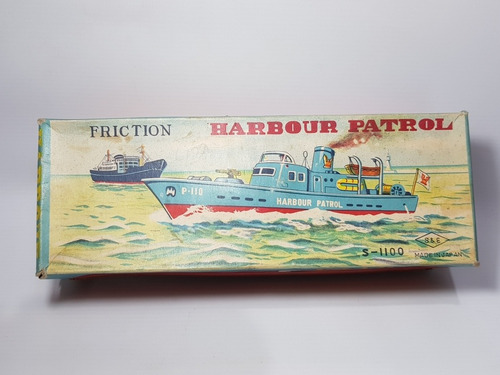 FRICTION HARBOUR PATROL
P-110
HARBOUR PATROL
S-1100
S&E
MADE IN JAPAN